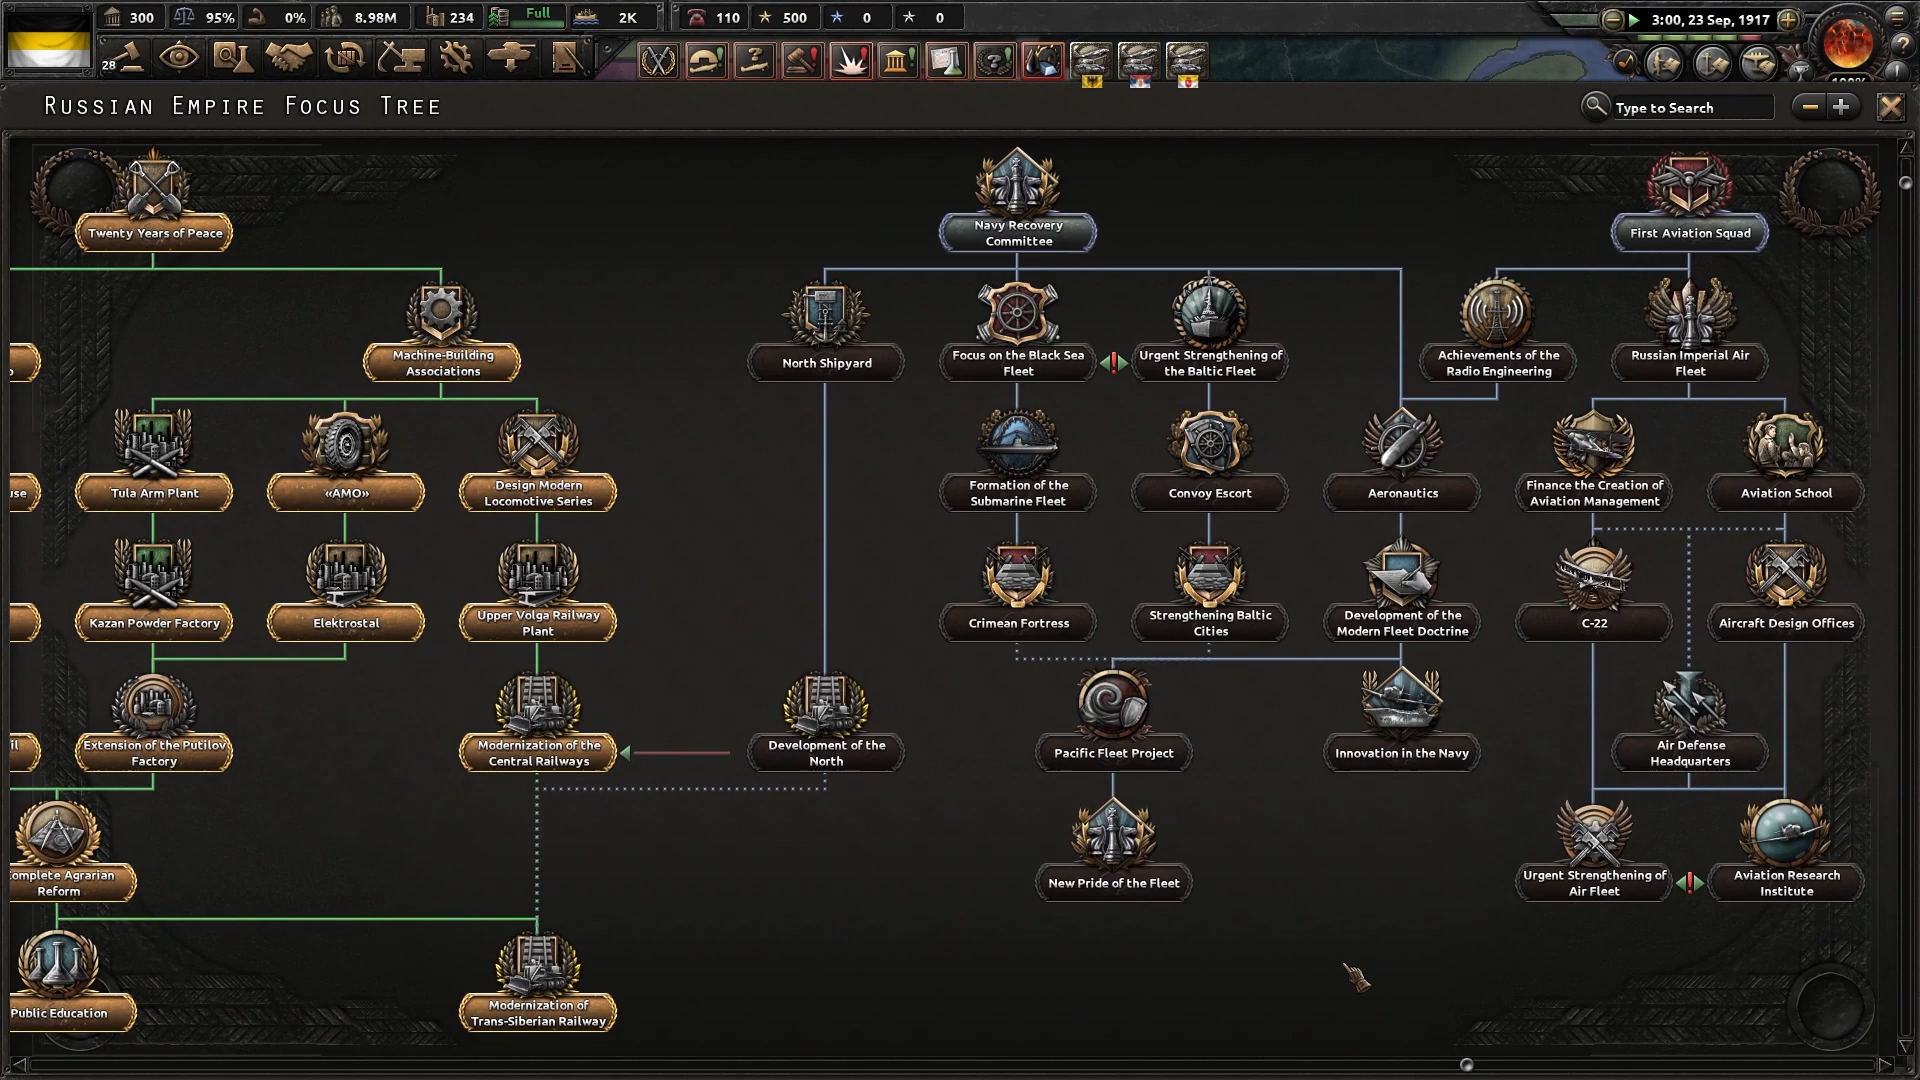 300
95%
0%
8.98M
234
Full
2K
110
500
0
0
3:00, 23 Sep, 1917
28
100%
Russian Empire Focus Tree
Type to Search
Twenty Years of Peace
Navy Recovery
Committee
First Aviation Squad
Machine-Building
Associations
North Shipyard
Focus on the Black Sea
Fleet
Urgent Strengthening of
the Baltic Fleet
Achievements of the
Radio Engineering
Russian Imperial Air
Fleet
Tula Arm Plant
«AMO»
Design Modern
Locomotive Series
Formation of the
Submarine Fleet
Convoy Escort
Aeronautics
Finance the Creation of
Aviation Management
Aviation School
Kazan Powder Factory
Elektrostal
Upper Volga Railway
Plant
Crimean Fortress
Strengthening Baltic
Cities
Development of the
Modern Fleet Doctrine
C-22
Aircraft Design Offices
Extension of the Putilov
Factory
Modernization of the
Central Railways
Development of the
North
Pacific Fleet Project
Innovation in the Navy
Air Defense
Headquarters
omplete Agrarian
Reform
New Pride of the Fleet
Urgent Strengthening of
Air Fleet
Aviation Research
Institute
Public Education
Modernization of
Trans-Siberian Railway